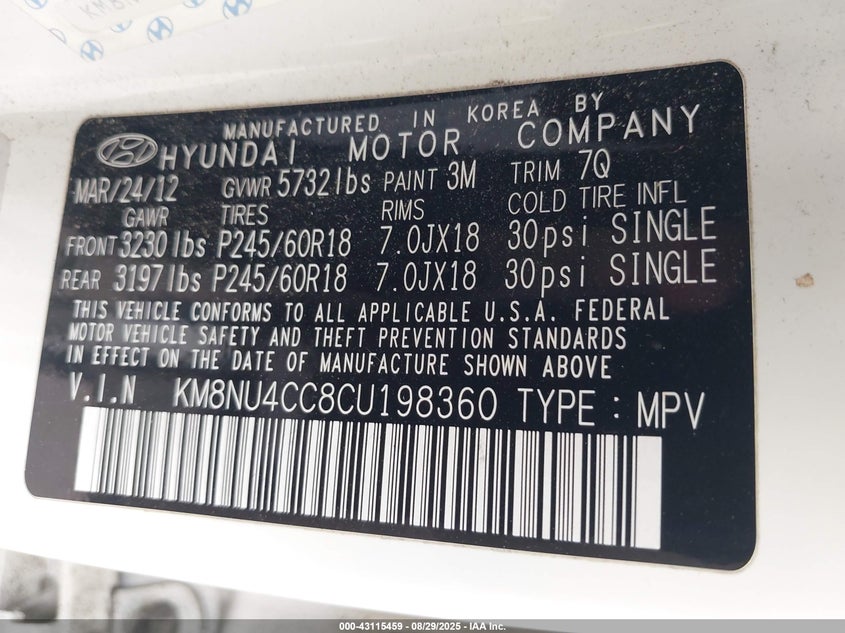 KM8N
MANUFACTURED IN KOREA BY
HYUNDAI MOTOR COMPANY
MAR/24/12 GVWR 5732lbs PAINT 3M TRIM 7Q
GAWR TIRES RIMS COLD TIRE INFL
FRONT 3230lbs P245/60R18 7.0JX18 30psi SINGLE
REAR 3197lbs P245/60R18 7.0JX18 30psi SINGLE
THIS VEHICLE CONFORMS TO ALL APPLICABLE U.S.A. FEDERAL
MOTOR VEHICLE SAFETY AND THEFT PREVENTION STANDARDS
IN EFFECT ON THE DATE OF MANUFACTURE SHOWN ABOVE
V.I.N KM8NU4CC8CU198360 TYPE : MPV
000-43115459 - 08/29/2025 - IAA Inc.